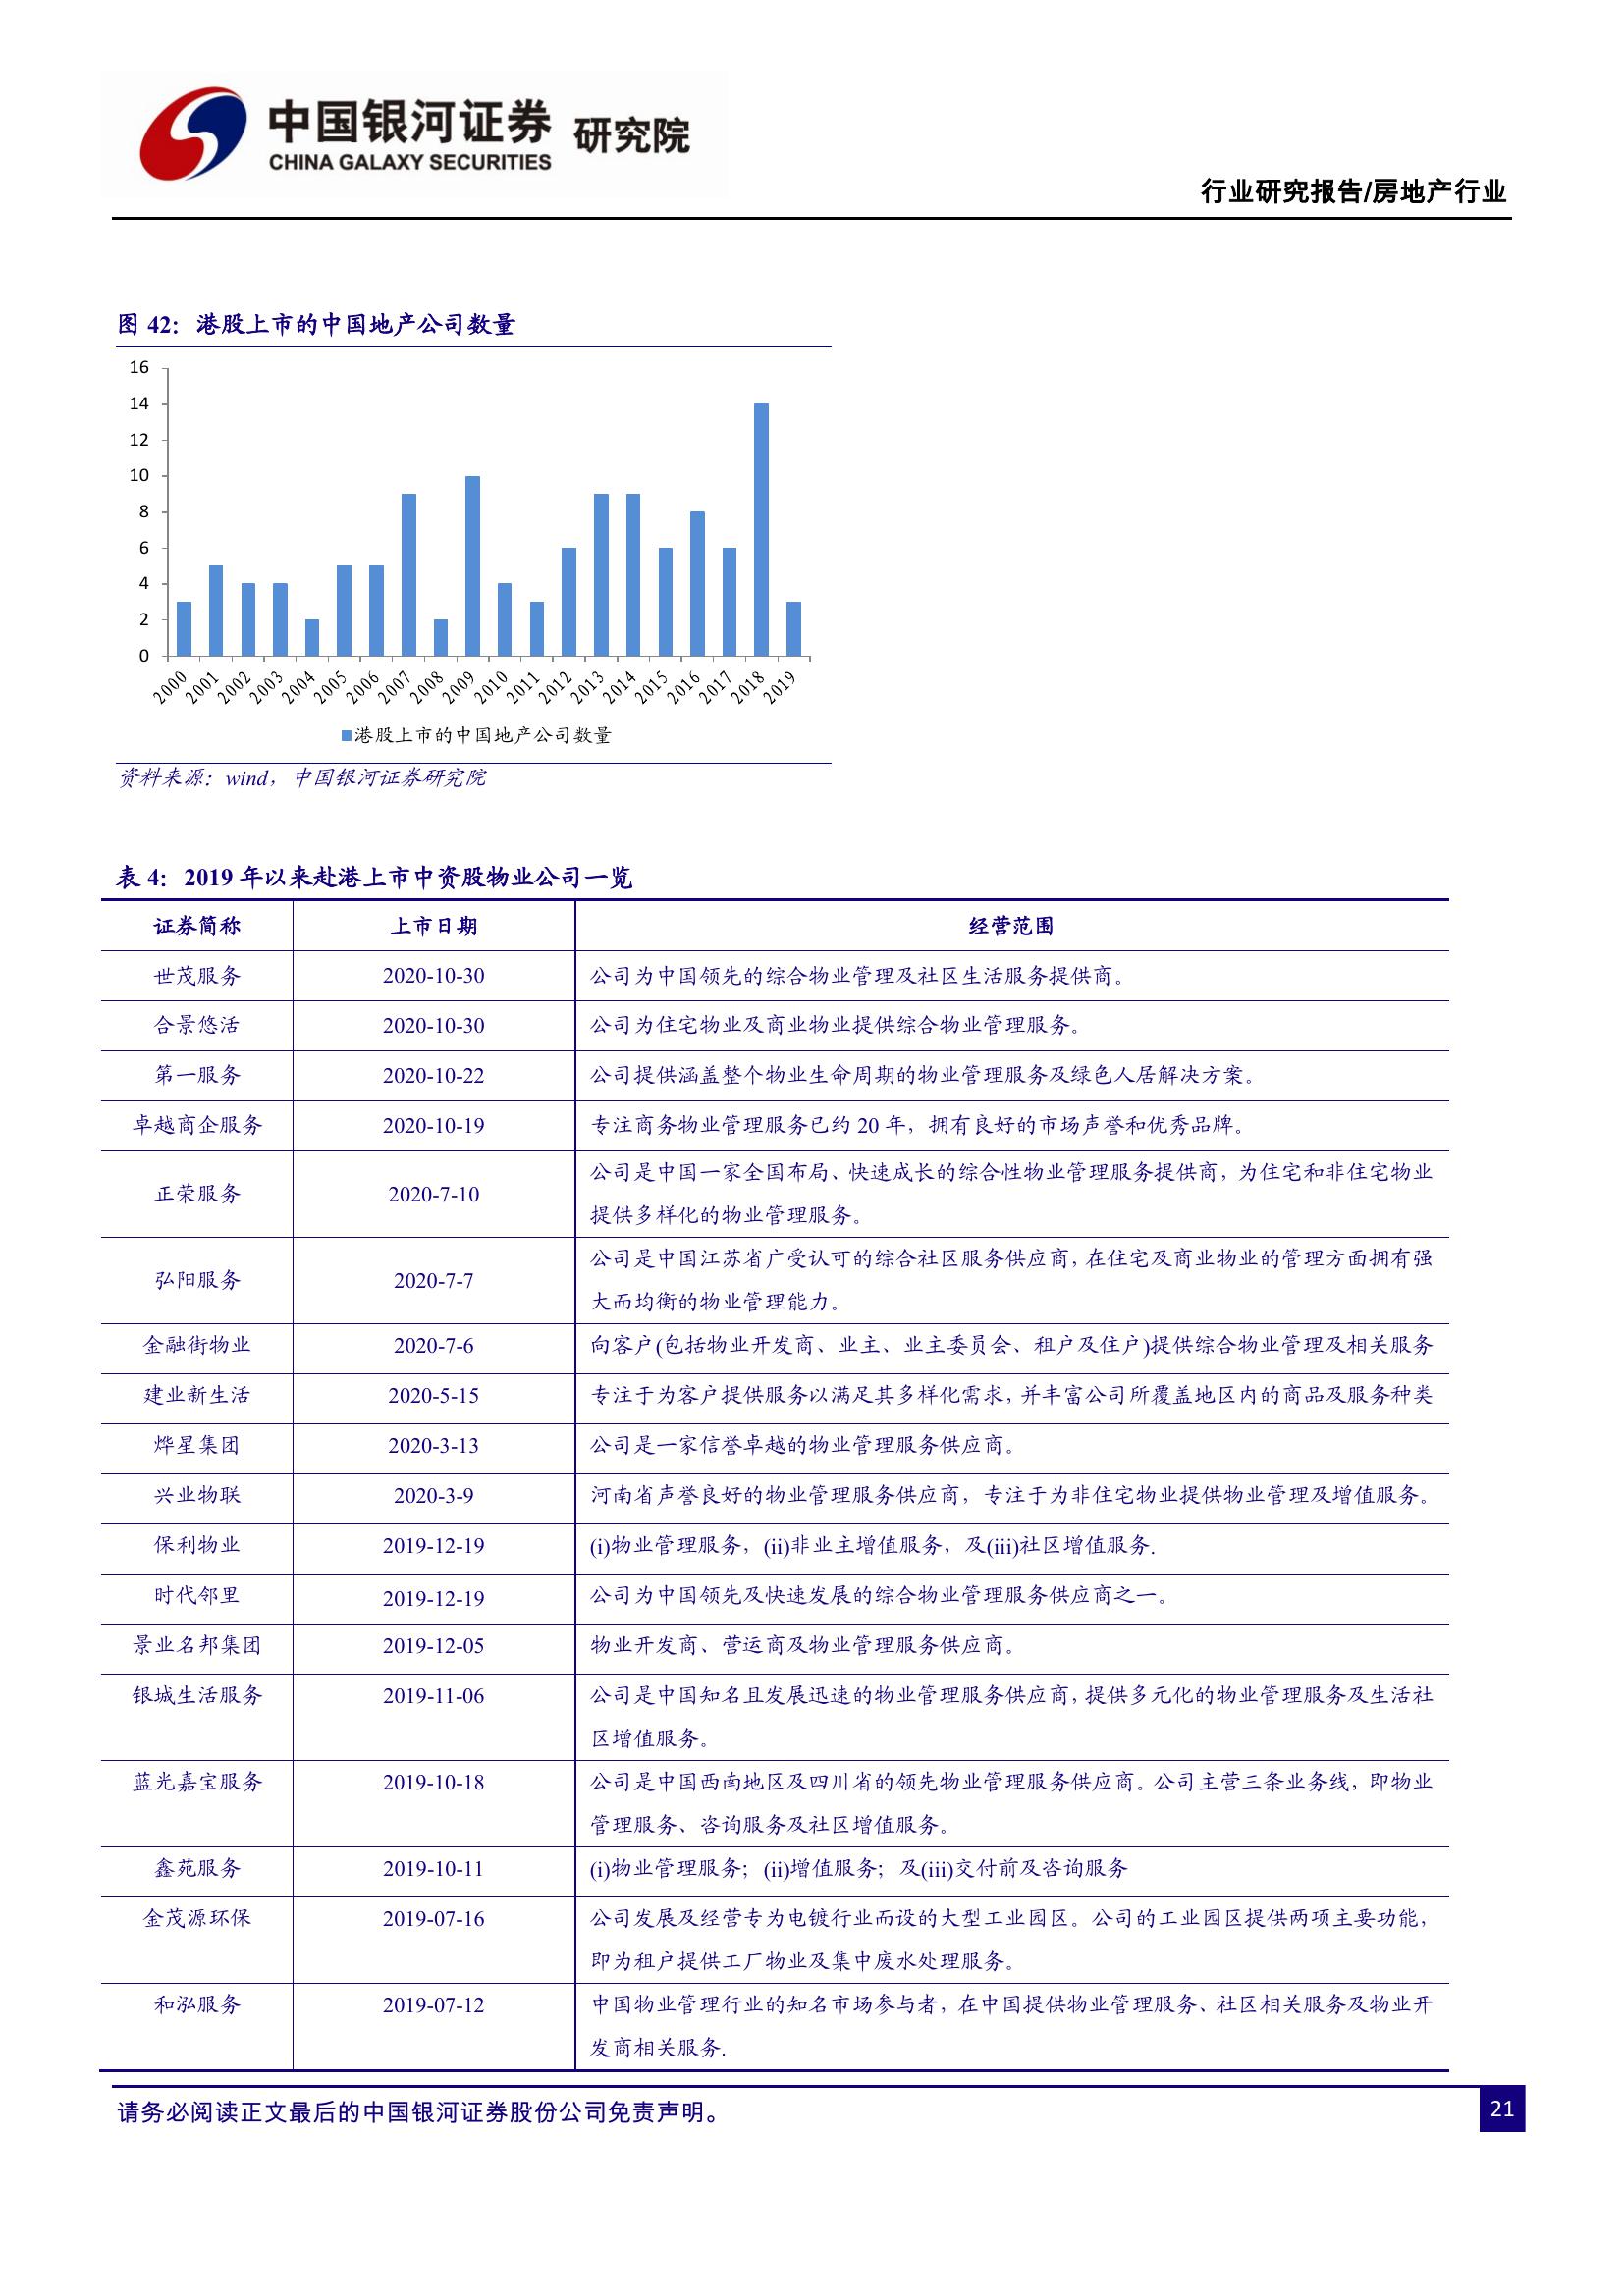 中国银河证券 研究院
CHINA GALAXY SECURITIES
行业研究报告/房地产行业
图 42：港股上市的中国地产公司数量
16
14
12
10
8
6
4
2
0
2000 2001 2002 2003 2004 2005 2006 2007 2008 2009 2010 2011 2012 2013 2014 2015 2016 2017 2018 2019
港股上市的中国地产公司数量
资料来源：wind，中国银河证券研究院
表 4：2019 年以来赴港上市中资股物业公司一览
证券简称 上市日期 经营范围
世茂服务 2020-10-30 公司为中国领先的综合物业管理及社区生活服务提供商。
合景悠活 2020-10-30 公司为住宅物业及商业物业提供综合物业管理服务。
第一服务 2020-10-22 公司提供涵盖整个物业生命周期的物业管理服务及绿色人居解决方案。
卓越商企服务 2020-10-19 专注商务物业管理服务已约 20 年，拥有良好的市场声誉和优秀品牌。
正荣服务 2020-7-10 公司是中国一家全国布局、快速成长的综合性物业管理服务提供商，为住宅和非住宅物业
提供多样化的物业管理服务。
弘阳服务 2020-7-7 公司是中国江苏省广受认可的综合社区服务供应商，在住宅及商业物业的管理方面拥有强
大而均衡的物业管理能力。
金融街物业 2020-7-6 向客户(包括物业开发商、业主、业主委员会、租户及住户)提供综合物业管理及相关服务
建业新生活 2020-5-15 专注于为客户提供服务以满足其多样化需求，并丰富公司所覆盖地区内的商品及服务种类
烨星集团 2020-3-13 公司是一家信誉卓越的物业管理服务供应商。
兴业物联 2020-3-9 河南省声誉良好的物业管理服务供应商，专注于为非住宅物业提供物业管理及增值服务。
保利物业 2019-12-19 (i)物业管理服务，(ii)非业主增值服务，及(iii)社区增值服务.
时代邻里 2019-12-19 公司为中国领先及快速发展的综合物业管理服务供应商之一。
景业名邦集团 2019-12-05 物业开发商、营运商及物业管理服务供应商。
银城生活服务 2019-11-06 公司是中国知名且发展迅速的物业管理服务供应商，提供多元化的物业管理服务及生活社
区增值服务。
蓝光嘉宝服务 2019-10-18 公司是中国西南地区及四川省的领先物业管理服务供应商。公司主营三条业务线，即物业
管理服务、咨询服务及社区增值服务。
鑫苑服务 2019-10-11 (i)物业管理服务；(ii)增值服务；及(iii)交付前及咨询服务
金茂源环保 2019-07-16 公司发展及经营专为电镀行业而设的大型工业园区。公司的工业园区提供两项主要功能，
即为租户提供工厂物业及集中废水处理服务。
和泓服务 2019-07-12 中国物业管理行业的知名市场参与者，在中国提供物业管理服务、社区相关服务及物业开
发商相关服务.
请务必阅读正文最后的中国银河证券股份公司免责声明。
21